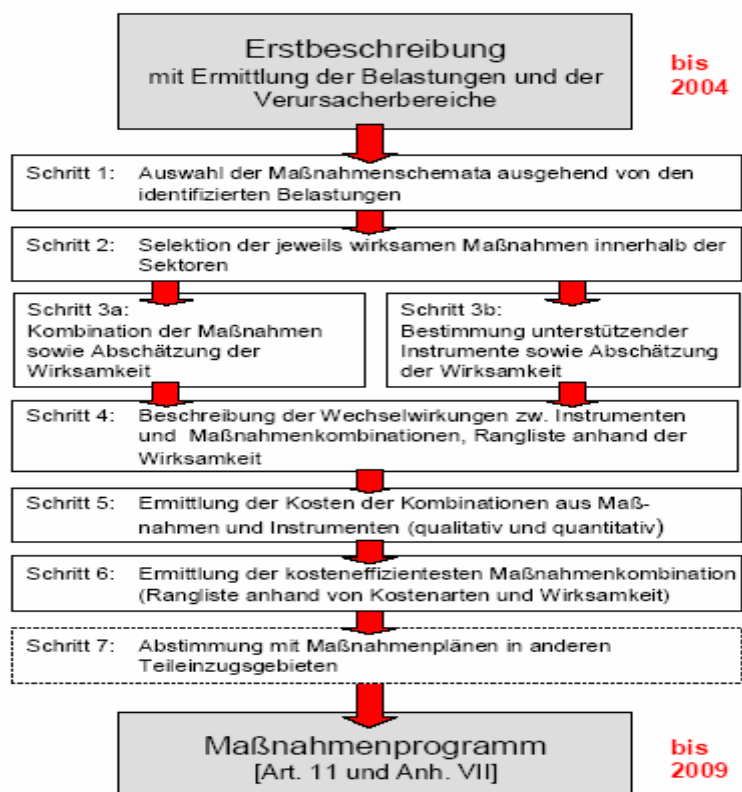 Erstbeschreibung
mit Ermittlung der Belastungen und der
Verursacherbereiche
bis
2004
Schritt 1: Auswahl der Maßnahmenschemata ausgehend von den
identifizierten Belastungen
Schritt 2: Selektion der jeweils wirksamen Maßnahmen innerhalb der
Sektoren
Schritt 3a:
Kombination der Maßnahmen
sowie Abschätzung der
Wirksamkeit
Schritt 3b:
Bestimmung unterstützender
Instrumente sowie Abschätzung
der Wirksamkeit
Schritt 4: Beschreibung der Wechselwirkungen zw. Instrumenten
und Maßnahmenkombinationen, Rangliste anhand der
Wirksamkeit
Schritt 5: Ermittlung der Kosten der Kombinationen aus Maß-
nahmen und Instrumenten (qualitativ und quantitativ)
Schritt 6: Ermittlung der kosteneffizientesten Maßnahmenkombination
(Rangliste anhand von Kostenarten und Wirksamkeit)
Schritt 7: Abstimmung mit Maßnahmenplänen in anderen
Teileinzugsgebieten
Maßnahmenprogramm
[Art. 11 und Anh. VII]
bis
2009